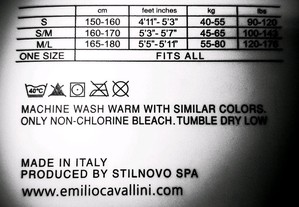 cm feet inches kg lbs
S 150-160 4'11"- 5'3" 40-55 90-120
S/M 160-170 5'3"- 5'7" 45-65 100-143
M/L 165-180 5'5"- 5'11" 55-80 120-176
ONE SIZE FITS ALL
40°C
MACHINE WASH WARM WITH SIMILAR COLORS.
ONLY NON-CHLORINE BLEACH. TUMBLE DRY LOW
MADE IN ITALY
PRODUCED BY STILNOVO SPA
www.emiliocavallini.com